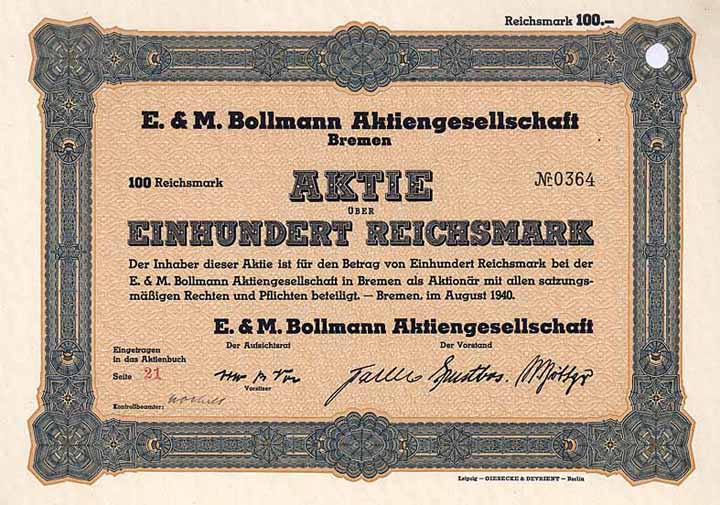 Reichsmark 100.—
E. & M. Bollmann Aktiengesellschaft
Bremen
100 Reichsmark
AKTIE
№ 0364
ÜBER
EINHUNDERT REICHSMARK
Der Inhaber dieser Aktie ist für den Betrag von Einhundert Reichsmark bei der
E. & M. Bollmann Aktiengesellschaft in Bremen als Aktionär mit allen satzungs-
mäßigen Rechten und Pflichten beteiligt. — Bremen, im August 1940.
E. & M. Bollmann Aktiengesellschaft
Der Aufsichtsrat Der Vorstand
Eingetragen
in das Aktienbuch
Seite 21
Vorsitzer
Kontrollbeamter:
Leipzig — GIESECKE & DEVRIENT — Berlin